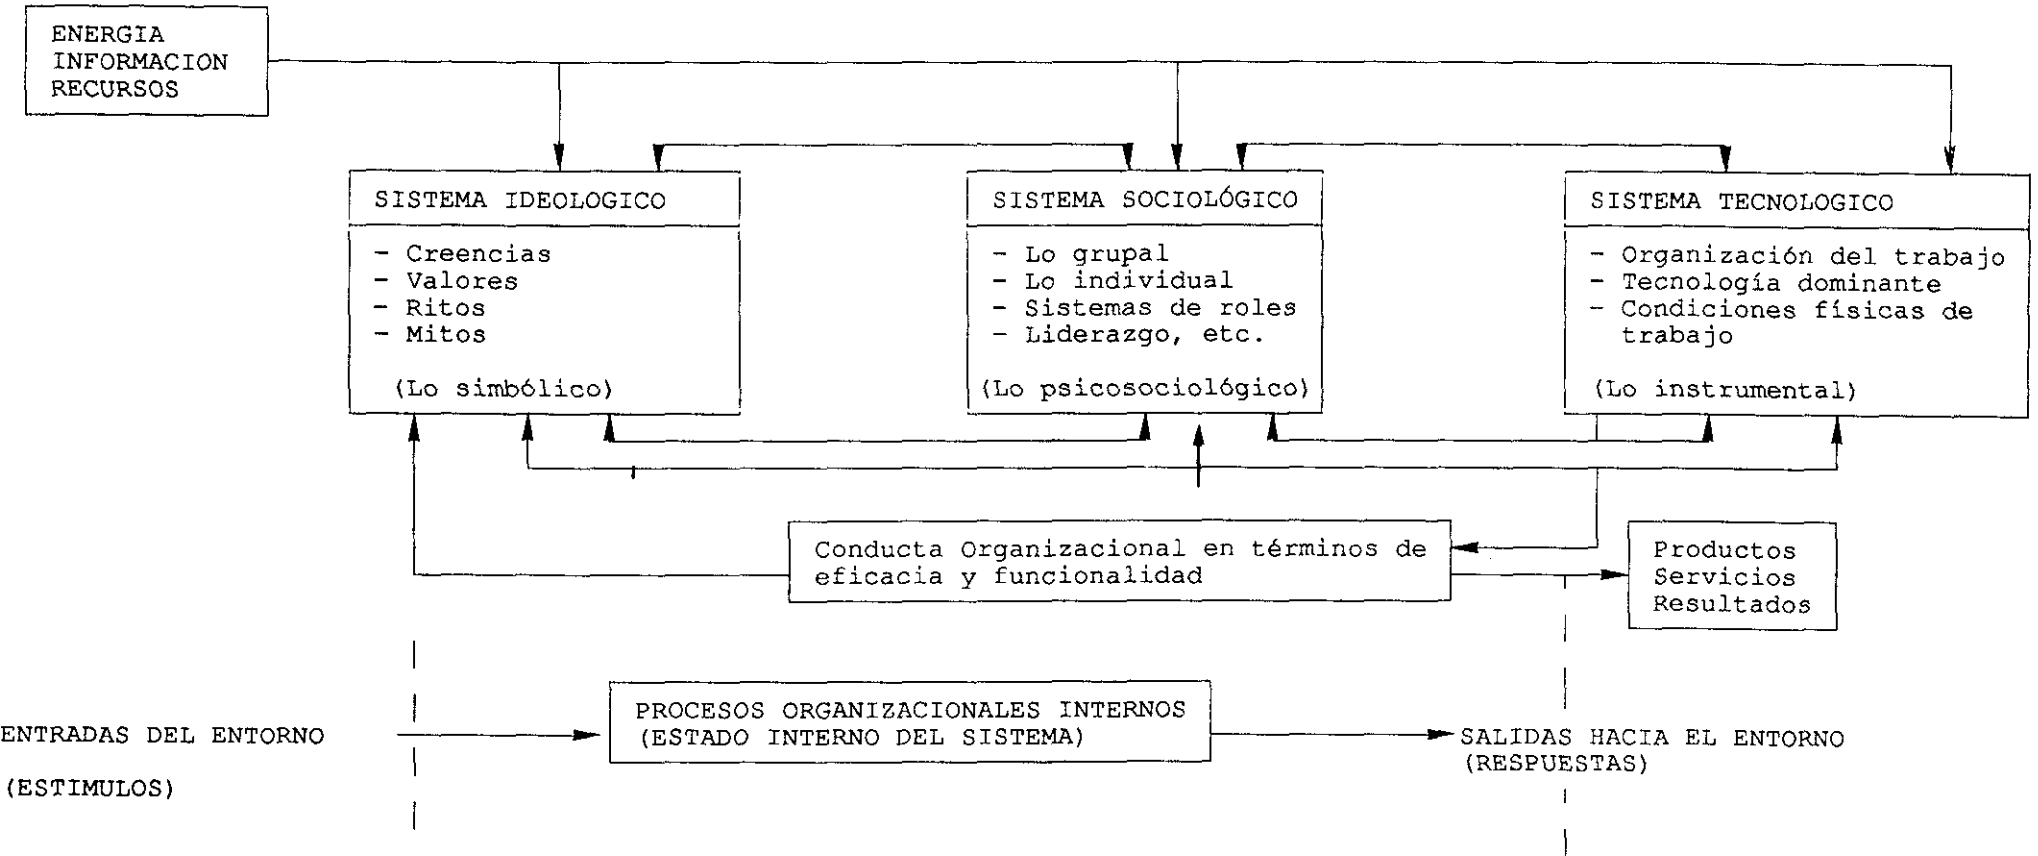 ENERGIA
INFORMACION
RECURSOS
SISTEMA IDEOLOGICO
- Creencias
- Valores
- Ritos
- Mitos
(Lo simbólico)
SISTEMA SOCIOLÓGICO
- Lo grupal
- Lo individual
- Sistemas de roles
- Liderazgo, etc.
(Lo psicosociológico)
SISTEMA TECNOLOGICO
- Organización del trabajo
- Tecnología dominante
- Condiciones físicas de
trabajo
(Lo instrumental)
Conducta Organizacional en términos de
eficacia y funcionalidad
Productos
Servicios
Resultados
ENTRADAS DEL ENTORNO
(ESTIMULOS)
PROCESOS ORGANIZACIONALES INTERNOS
(ESTADO INTERNO DEL SISTEMA)
SALIDAS HACIA EL ENTORNO
(RESPUESTAS)